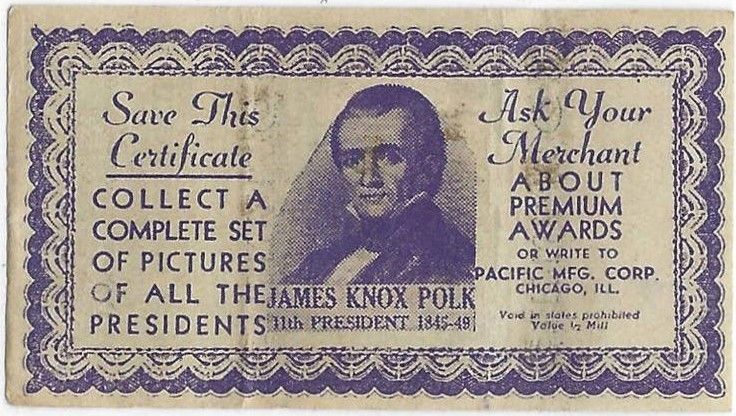 Save This
Certificate
COLLECT A
COMPLETE SET
OF PICTURES
OF ALL THE
PRESIDENTS
JAMES KNOX POLK
11th PRESIDENT 1845-49
Ask Your
Merchant
ABOUT
PREMIUM
AWARDS
OR WRITE TO
PACIFIC MFG. CORP.
CHICAGO, ILL.
Void in states prohibited
Value ½ Mill